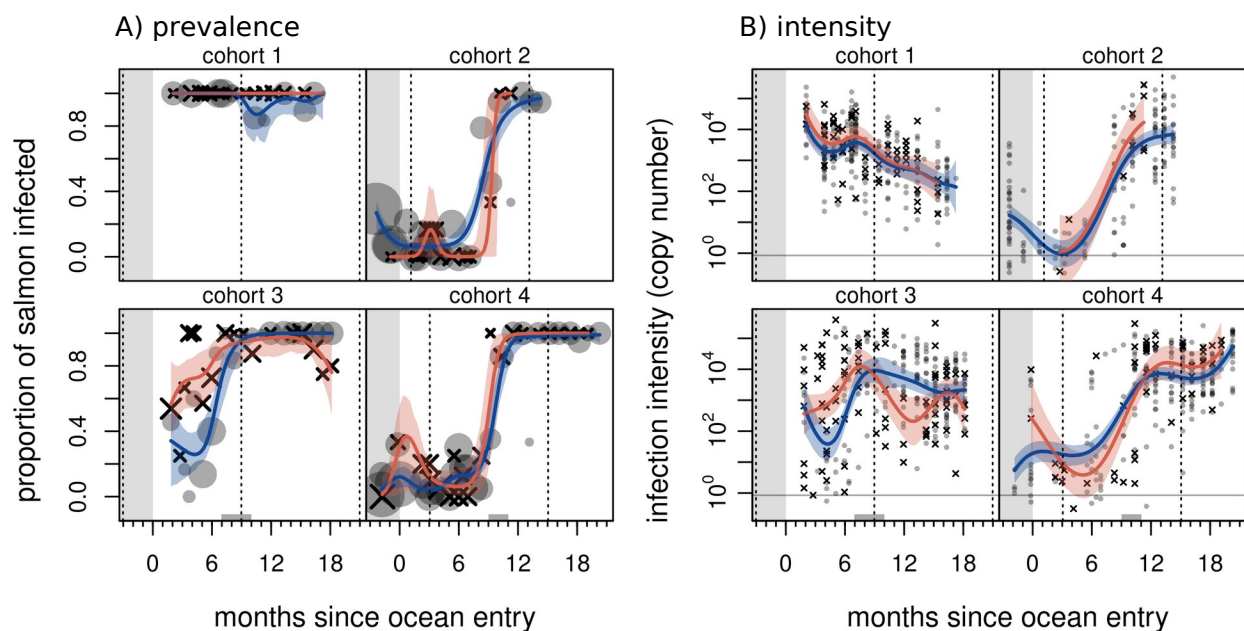 A) prevalence
cohort 1
cohort 2
cohort 3
cohort 4
proportion of salmon infected
0.0 0.4 0.8
0.0 0.4 0.8
0 6 12 18
0 6 12 18
months since ocean entry
B) intensity
cohort 1
cohort 2
cohort 3
cohort 4
infection intensity (copy number)
10^0 10^2 10^4
10^0 10^2 10^4
0 6 12 18
0 6 12 18
months since ocean entry